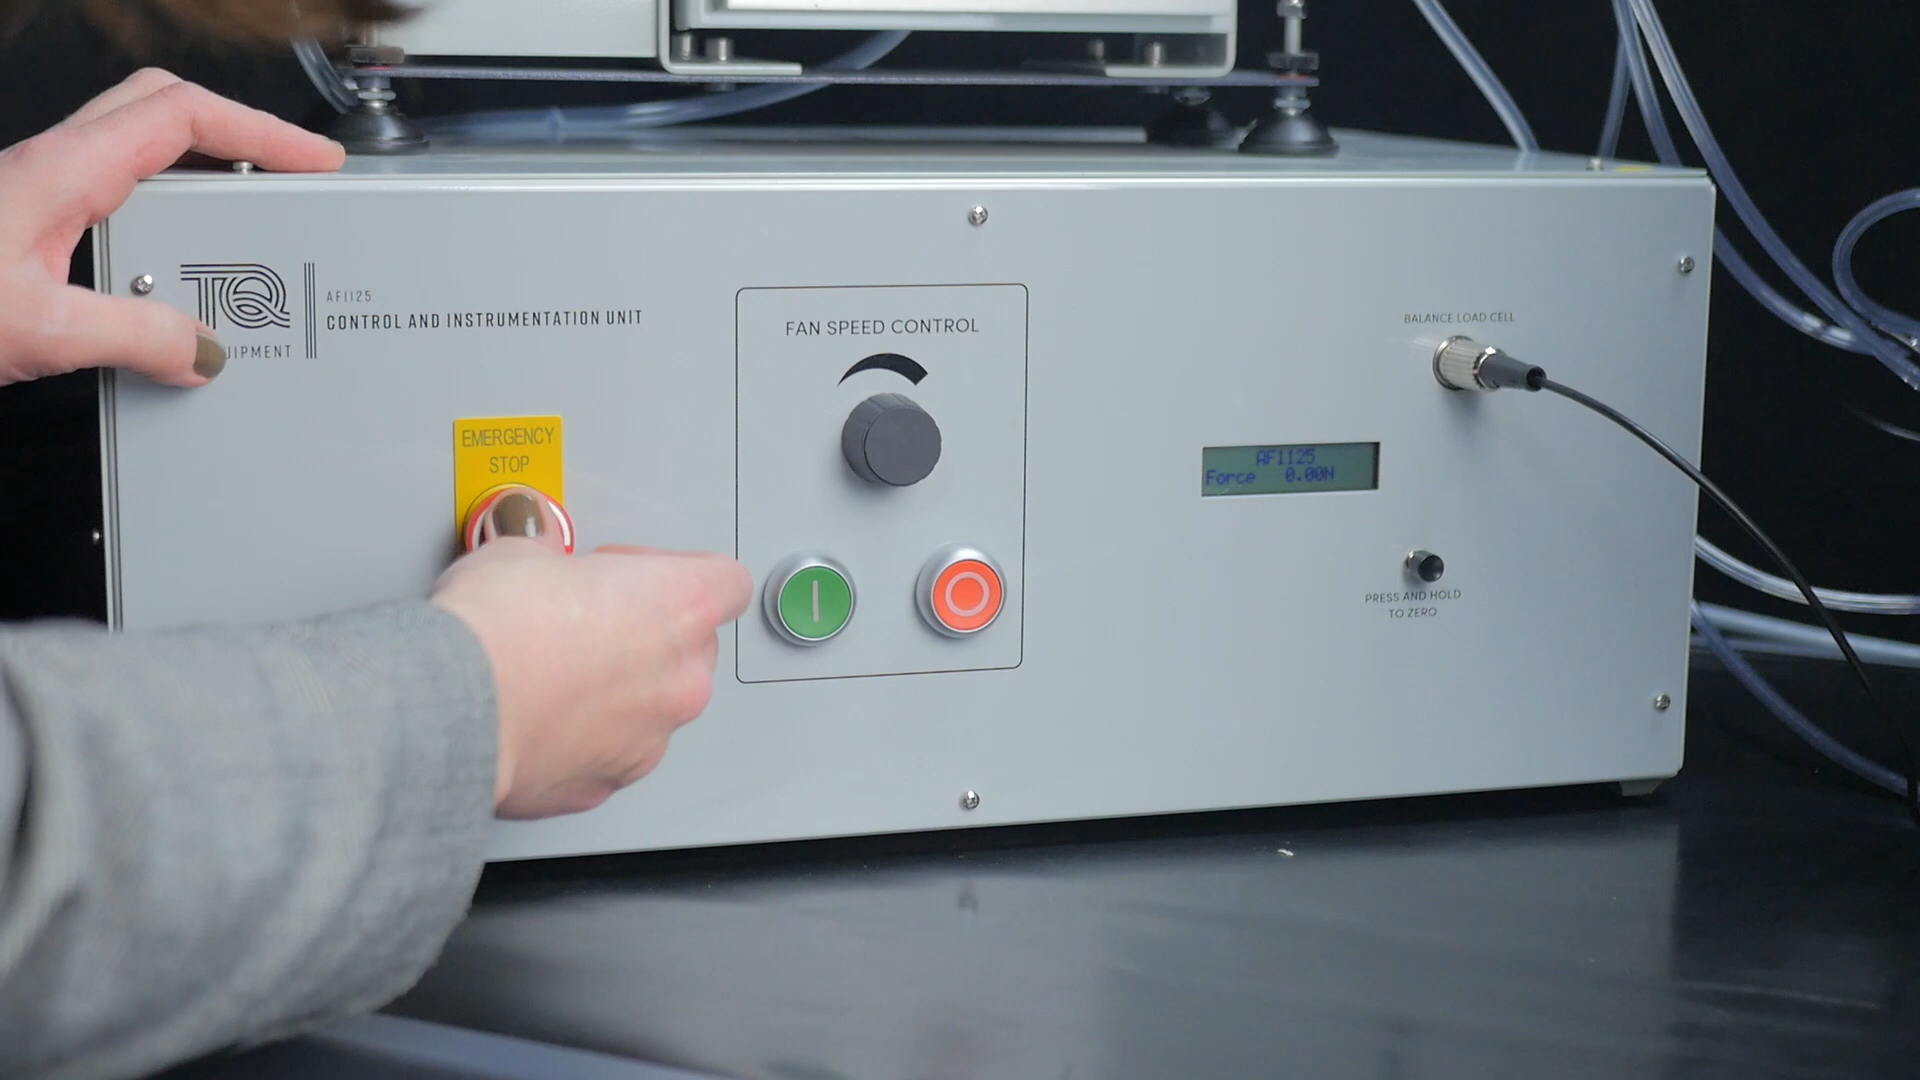 TQ
AF1125
CONTROL AND INSTRUMENTATION UNIT
UIPMENT
FAN SPEED CONTROL
EMERGENCY
STOP
BALANCE LOAD CELL
AF1125
Force 0.00N
PRESS AND HOLD
TO ZERO